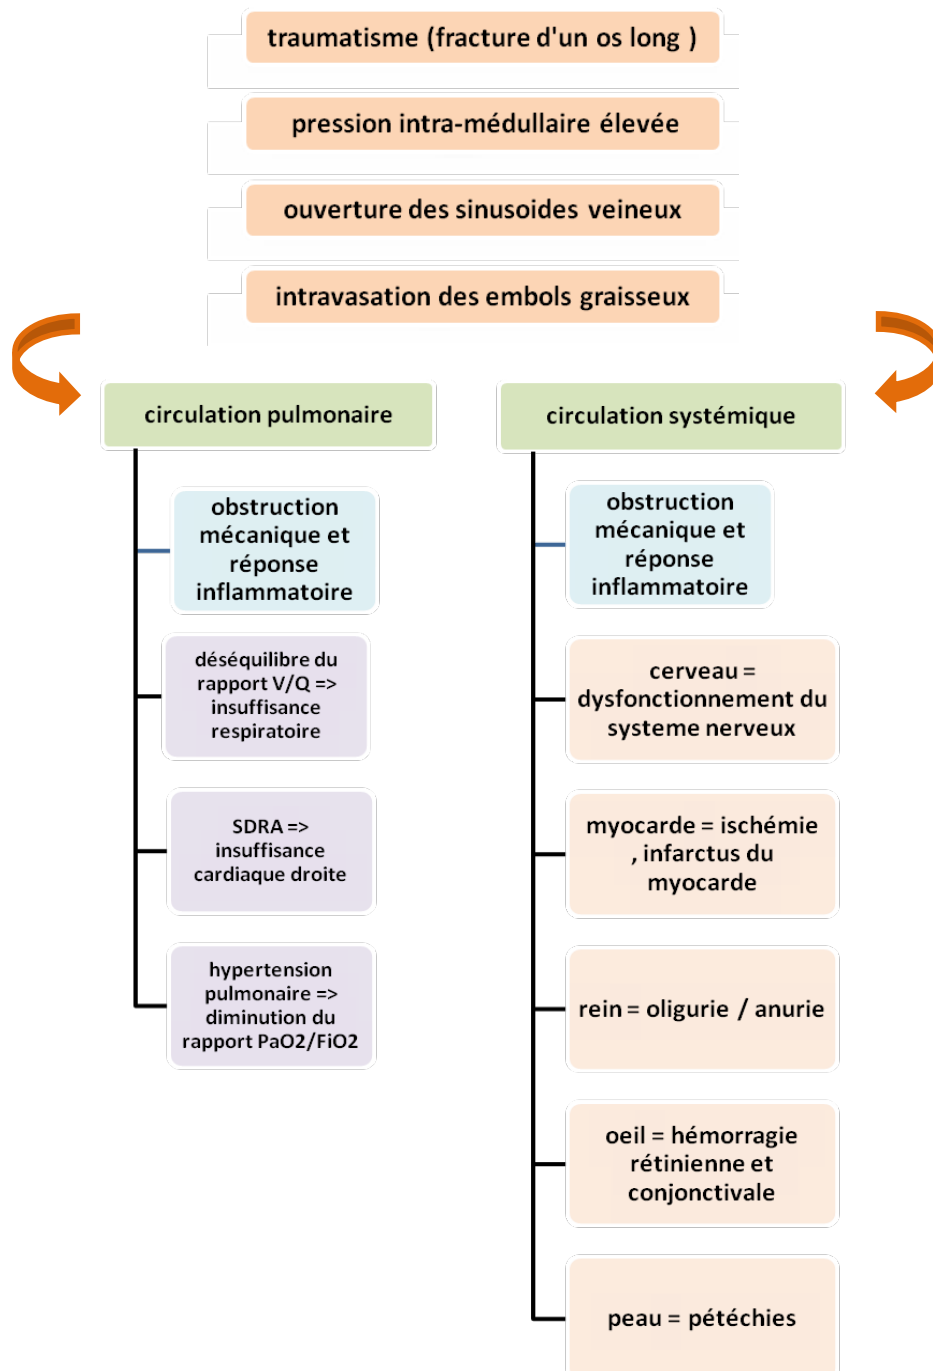 traumatisme (fracture d'un os long )
pression intra-médullaire élevée
ouverture des sinusoides veineux
intravasation des embols graisseux
circulation pulmonaire
obstruction
mécanique et
réponse
inflammatoire
déséquilibre du
rapport V/Q =>
insuffisance
respiratoire
SDRA =>
insuffisance
cardiaque droite
hypertension
pulmonaire =>
diminution du
rapport PaO2/FiO2
circulation systémique
obstruction
mécanique et
réponse
inflammatoire
cerveau =
dysfonctionnement du
systeme nerveux
myocarde = ischémie
, infarctus du
myocarde
rein = oligurie / anurie
oeil = hémorragie
rétinienne et
conjonctivale
peau = pétéchies